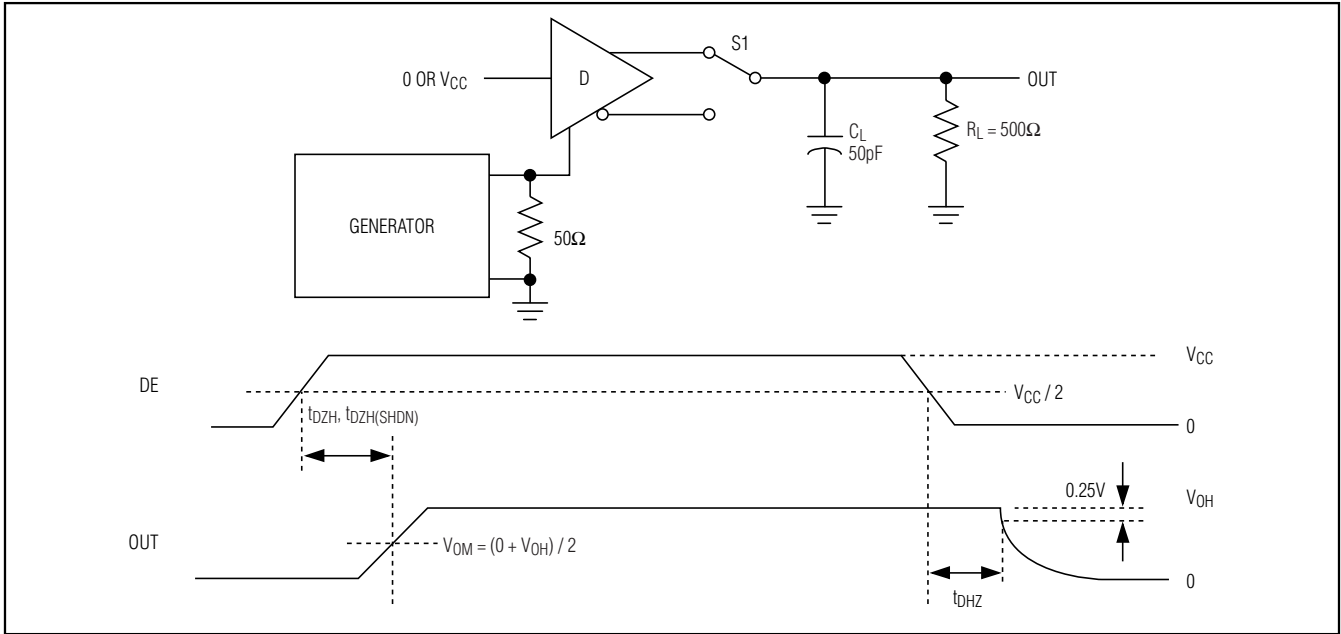 S1
0 OR VCC
D
OUT
CL
50pF
RL = 500Ω
GENERATOR
50Ω
VCC
DE
VCC / 2
tDZH, tDZH(SHDN)
0
0.25V
VOH
OUT
VOM = (0 + VOH) / 2
0
tDHZ